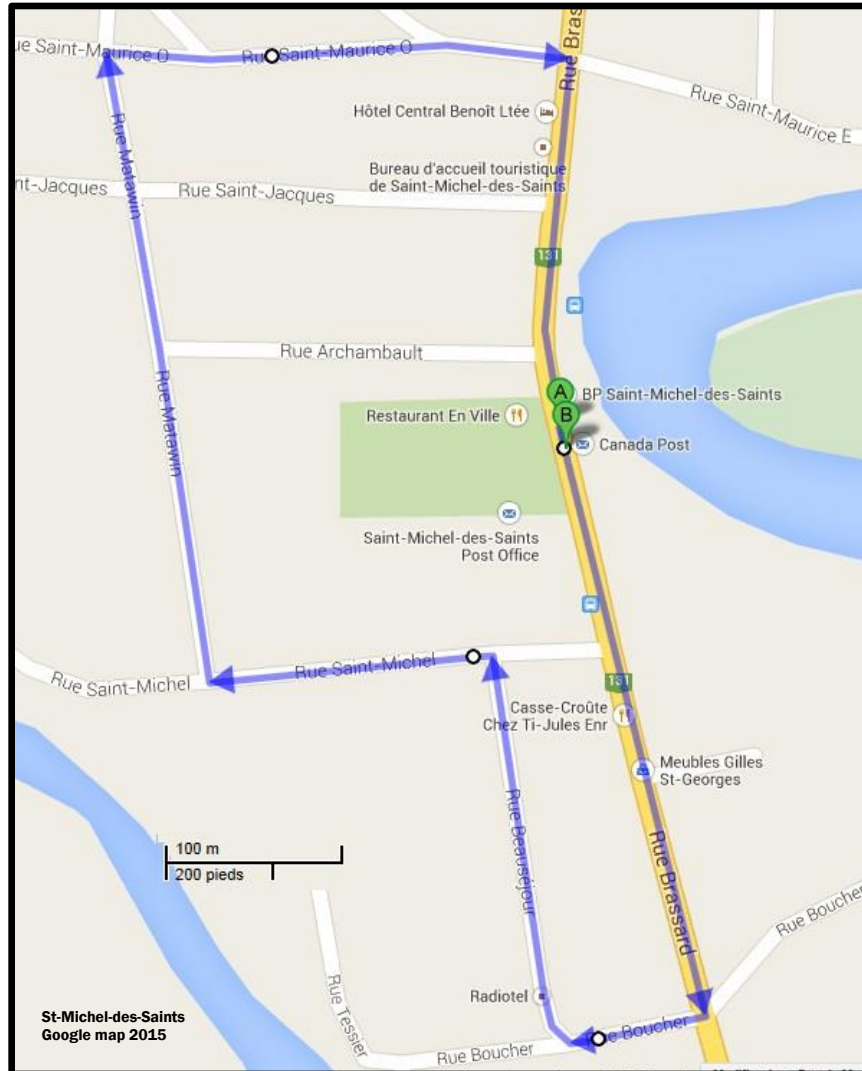 Rue Saint-Maurice O
Rue Saint-Maurice O
Rue Bras
Rue Saint-Maurice E
Hôtel Central Benoît Ltée
Bureau d'accueil touristique
de Saint-Michel-des-Saints
Rue Matawin
nt-Jacques
Rue Saint-Jacques
131
Rue Archambault
A
BP Saint-Michel-des-Saints
B
Restaurant En Ville
Canada Post
Rue Matawin
Saint-Michel-des-Saints
Post Office
Rue Saint-Michel
Rue Saint-Michel
131
Casse-Croûte
Chez Ti-Jules Enr
Meubles Gilles
St-Georges
100 m
200 pieds
Rue Beauséjour
Rue Brassard
Rue Boucher
Rue Tessier
Radiotel
St-Michel-des-Saints
Google map 2015
Rue Boucher
Rue Boucher